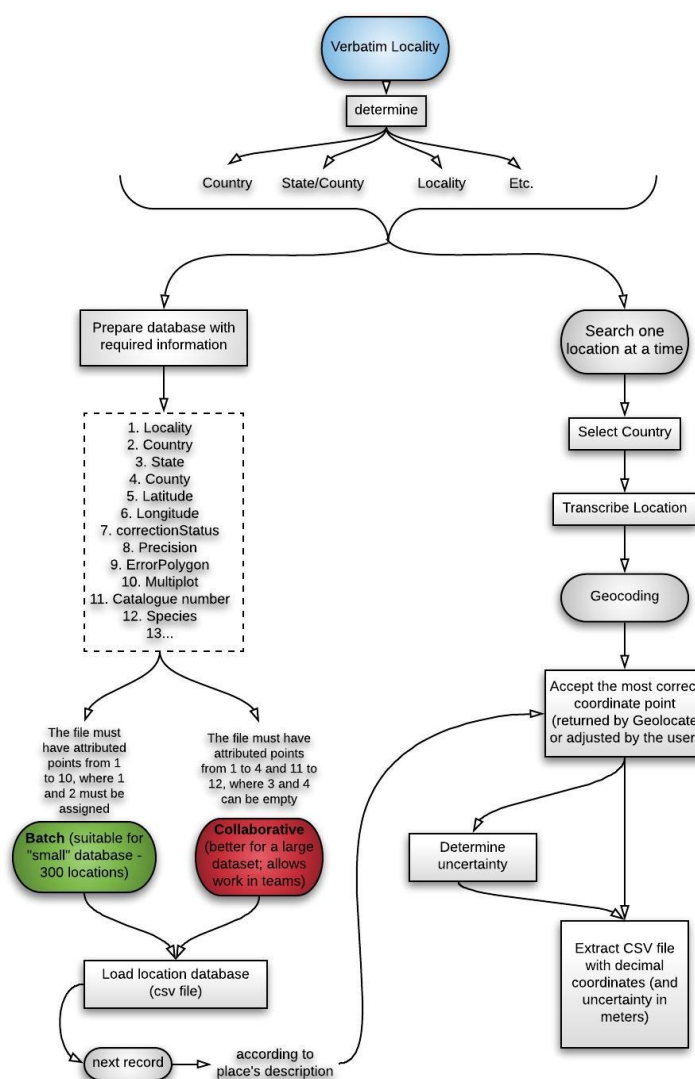 Verbatim Locality
determine
Country
State/County
Locality
Etc.
Prepare database with
required information
1. Locality
2. Country
3. State
4. County
5. Latitude
6. Longitude
7. correctionStatus
8. Precision
9. ErrorPolygon
10. Multiplot
11. Catalogue number
12. Species
13...
The file must
have attributed
points from 1
to 10, where 1
and 2 must be
assigned
The file must have
attributed points
from 1 to 4 and 11 to
12, where 3 and 4
can be empty
Batch (suitable for
"small" database -
300 locations)
Collaborative
(better for a large
dataset; allows
work in teams)
Load location database
(csv file)
next record
according to
place's description
Search one
location at a time
Select Country
Transcribe Location
Geocoding
Accept the most correc
coordinate point
(returned by Geolocate
or adjusted by the user
Determine
uncertainty
Extract CSV file
with decimal
coordinates (and
uncertainty in
meters)